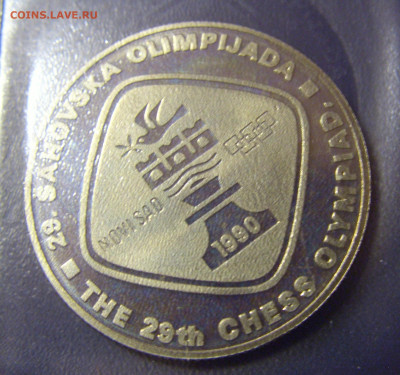 COINS.LAVE.RU
29. ŠAHOVSKA OLIMPIJADA ■
THE 29th CHESS OLYMPIAD. ■
NOVI SAD
1990